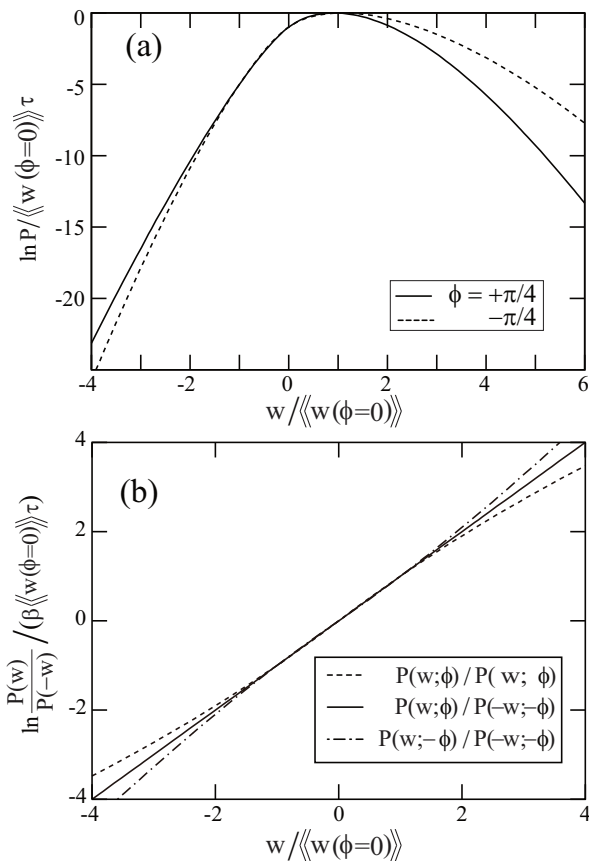 (a)
0
-5
-10
-15
-20
ln P/⟪w(ϕ=0)⟫τ
ϕ = +π/4
−π/4
-4 -2 0 2 4 6
w/⟪w(ϕ=0)⟫
(b)
4
2
0
-2
-4
ln P(w)/P(−w) /(β⟪w(ϕ=0)⟫τ)
P(w;ϕ)/P( w; ϕ)
P(w;ϕ)/P(−w;−ϕ)
P(w;−ϕ)/P(−w;−ϕ)
-4 -2 0 2 4
w/⟪w(ϕ=0)⟫